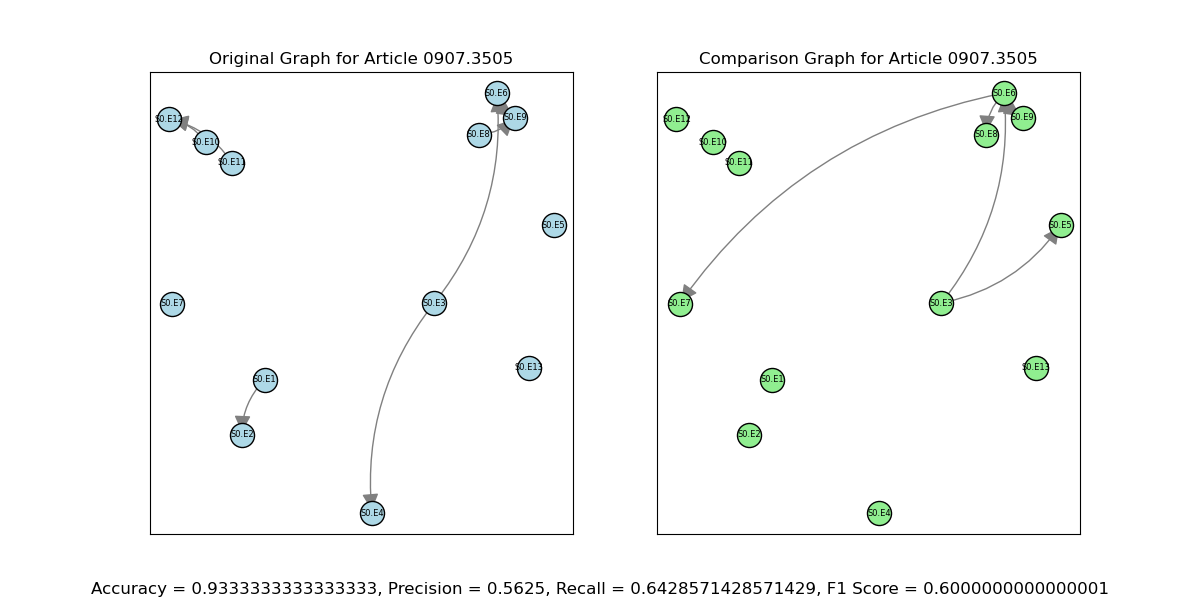 Original Graph for Article 0907.3505
Comparison Graph for Article 0907.3505
S0.E6
S0.E12
S0.E9
S0.E8
S0.E10
S0.E11
S0.E5
S0.E7
S0.E3
S0.E13
S0.E1
S0.E2
S0.E4
S0.E6
S0.E12
S0.E9
S0.E8
S0.E10
S0.E11
S0.E5
S0.E7
S0.E3
S0.E13
S0.E1
S0.E2
S0.E4
Accuracy = 0.9333333333333333, Precision = 0.5625, Recall = 0.6428571428571429, F1 Score = 0.6000000000000001